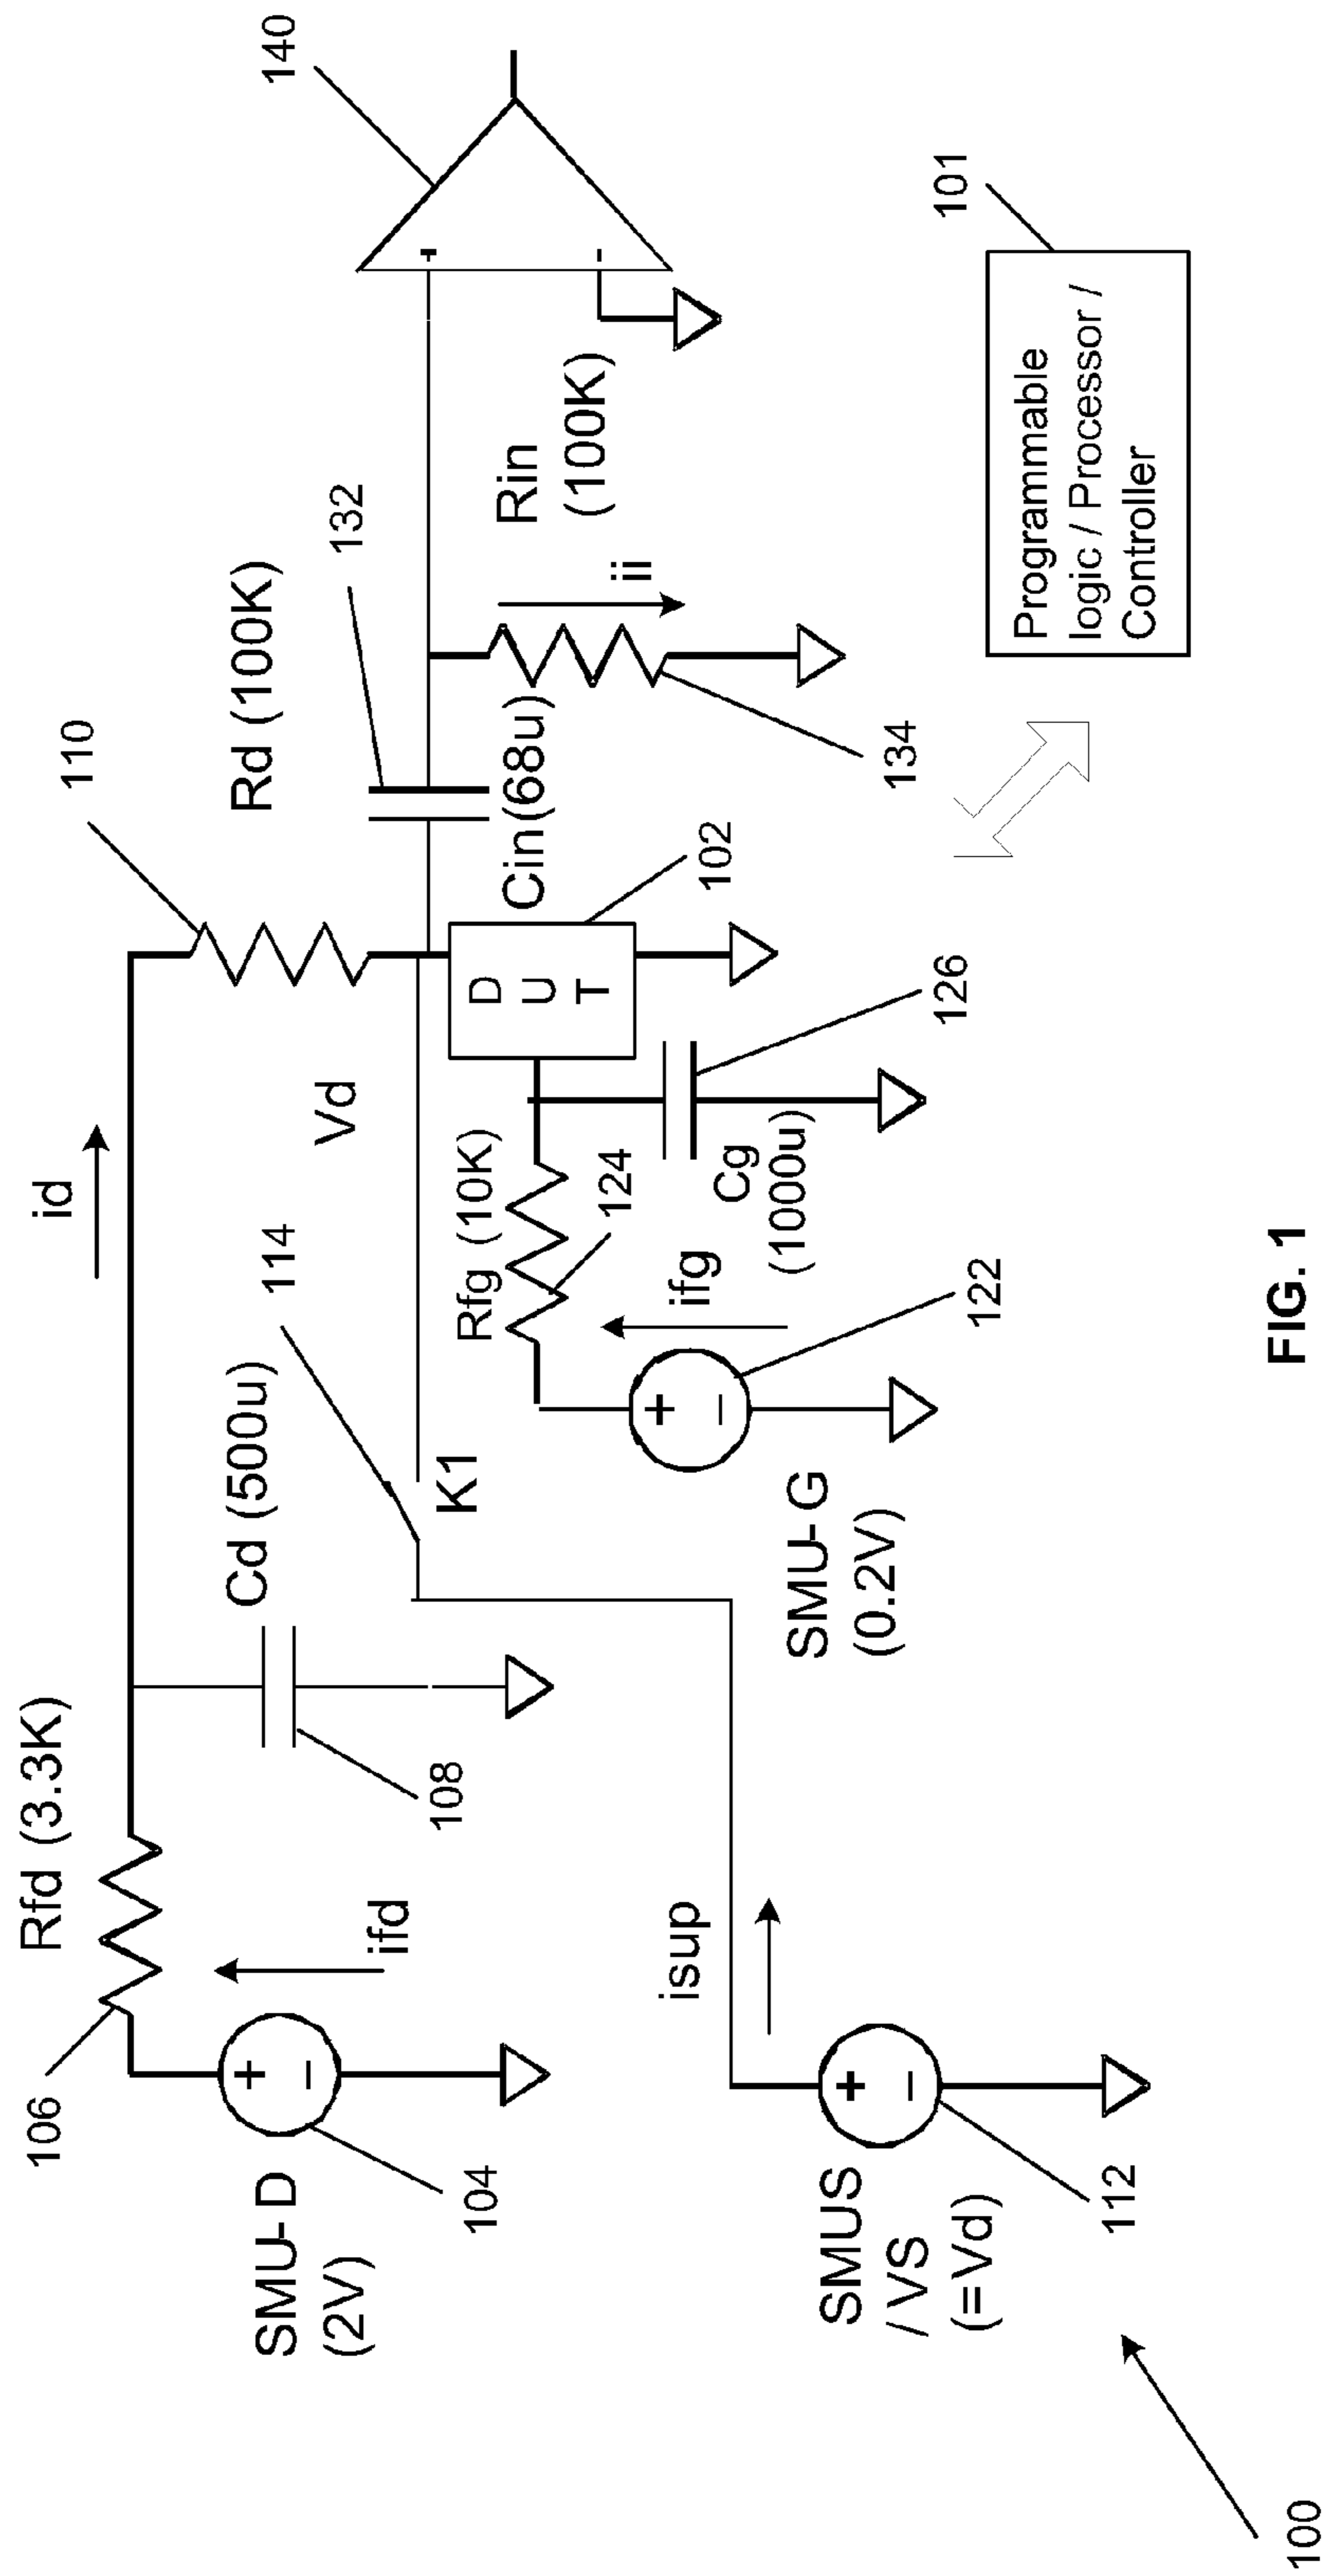 140
110
Rd (100K)
132
id
Vd
114
Cd (500u)
Rfd (3.3K)
106
SMU- D
(2V)
104
ifd
108
K1
+
-
Rin
(100K)
ii
134
Cin(68u)
102
D
U
T
126
Rfg (10K)
124
Cg
(1000u)
ifg
122
+
–
SMU- G
(0.2V)
+
–
isup
+
–
SMUS
/ VS
(=Vd)
112
100
101
Programmable
logic / Processor /
Controller
FIG. 1